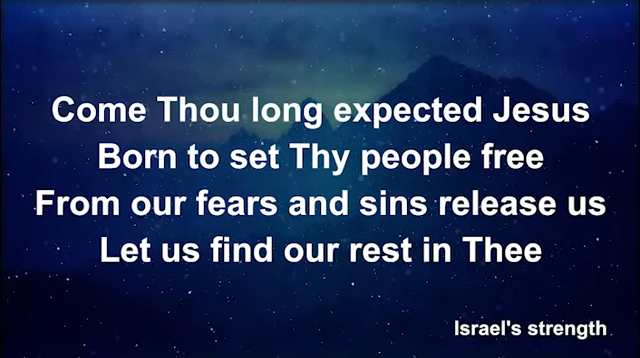 Come Thou long expected Jesus
Born to set Thy people free
From our fears and sins release us
Let us find our rest in Thee
Israel's strength